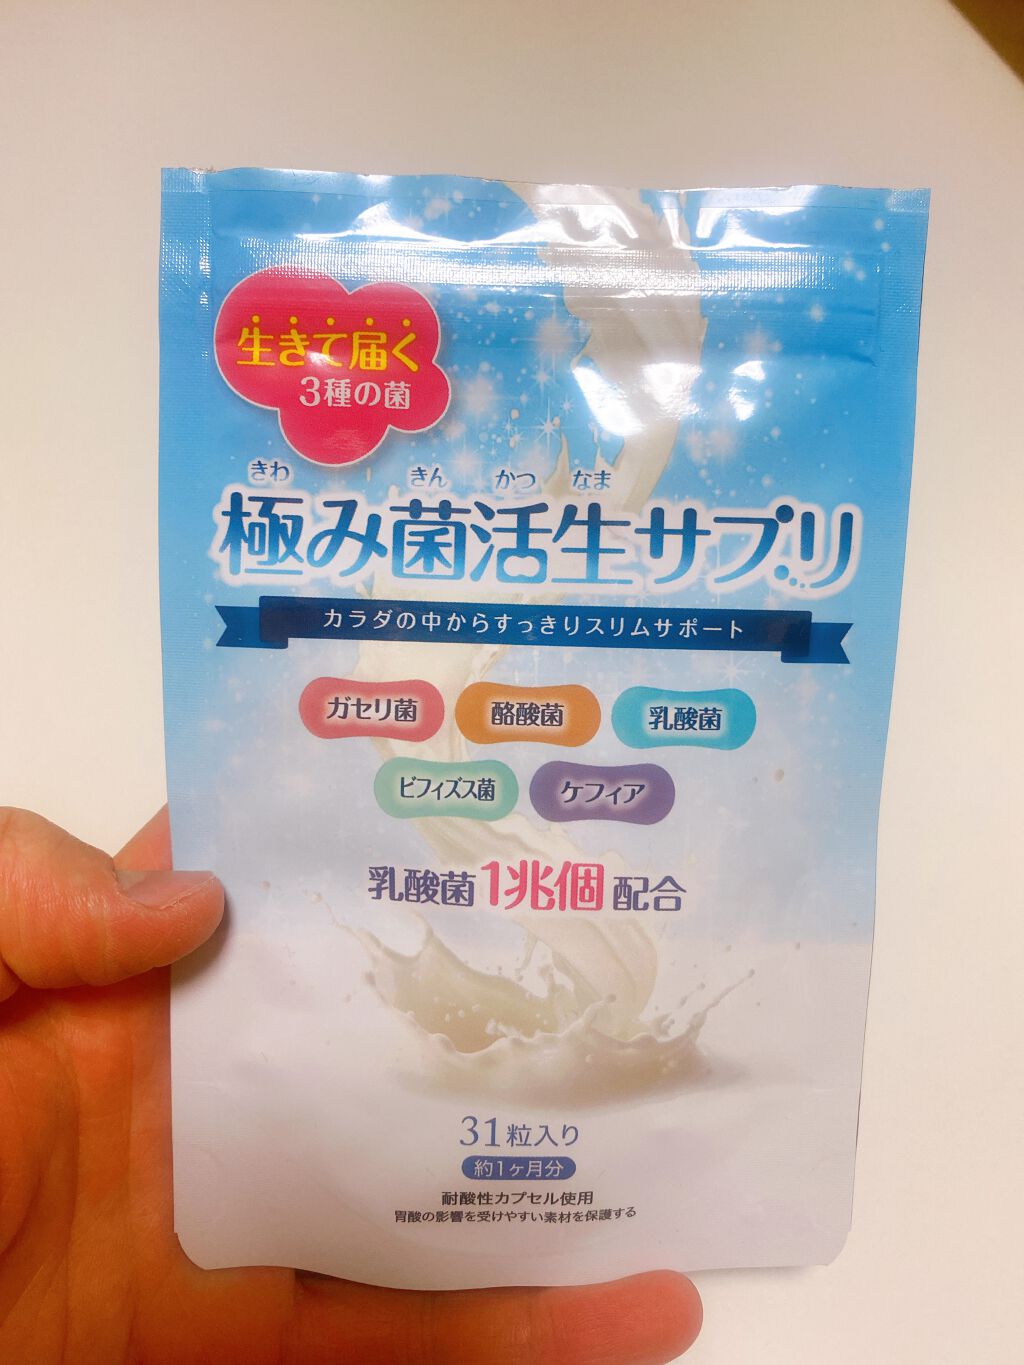 生きて届く
3種の菌
きわ きん かつ なま
極み菌活生サプリ
カラダの中からすっきりスリムサポート
ガセリ菌 酪酸菌 乳酸菌
ビフィズス菌 ケフィア
乳酸菌1兆個配合
31粒入り
約1ヶ月分
耐酸性カプセル使用
胃酸の影響を受けやすい素材を保護する